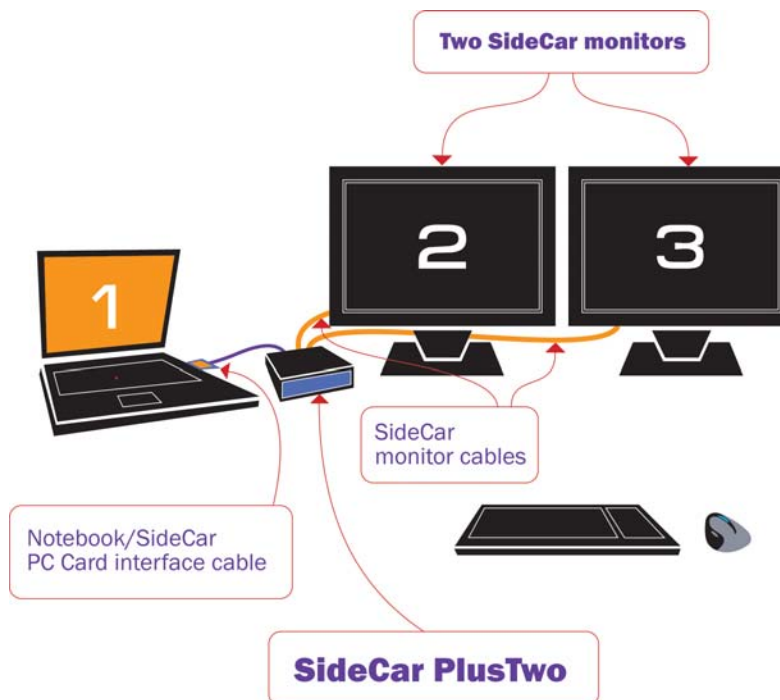 Two SideCar monitors
2
3
1
SideCar
monitor cables
Notebook/SideCar
PC Card interface cable
SideCar PlusTwo